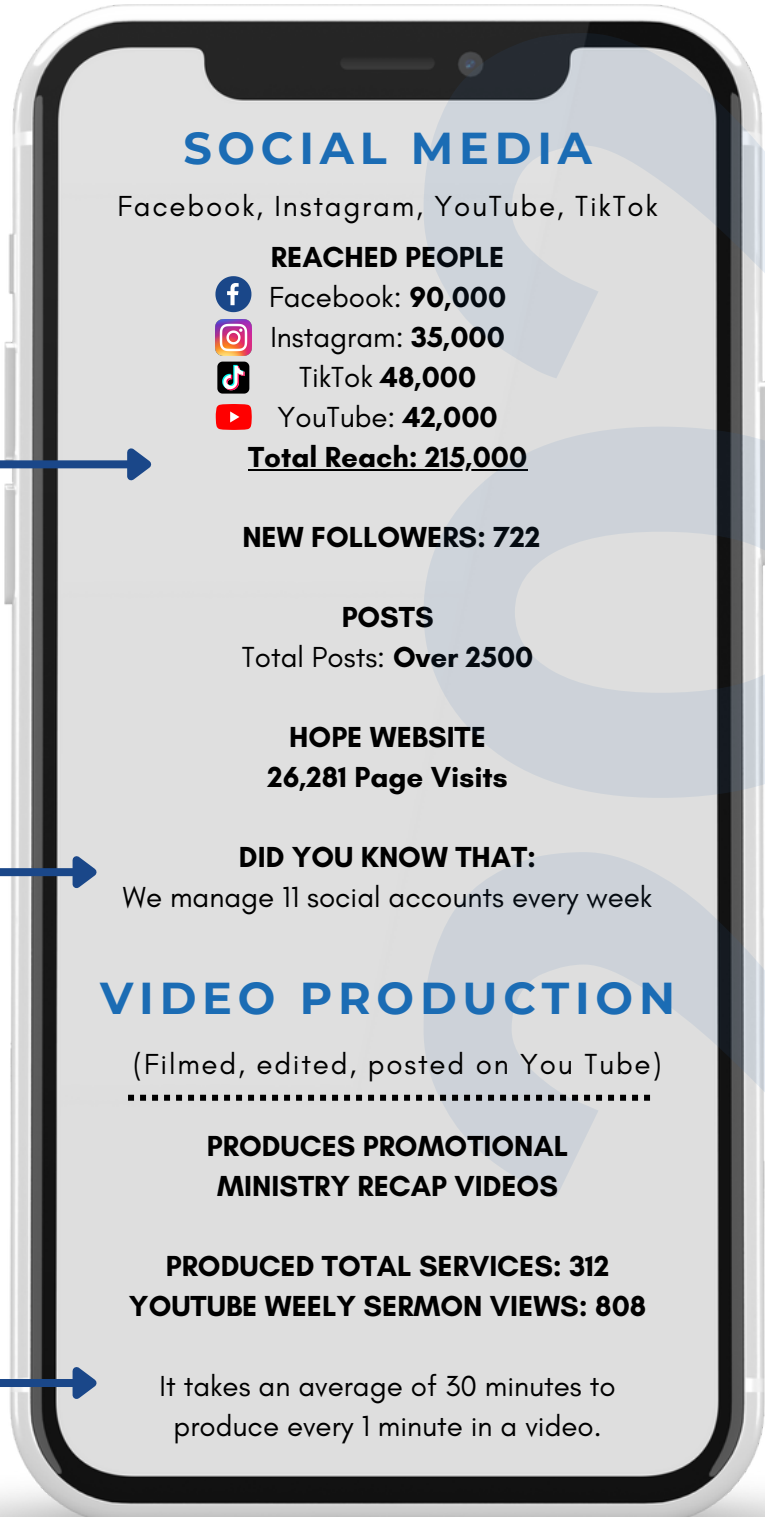 SOCIAL MEDIA
Facebook, Instagram, YouTube, TikTok
REACHED PEOPLE
Facebook: 90,000
Instagram: 35,000
TikTok 48,000
YouTube: 42,000
Total Reach: 215,000
NEW FOLLOWERS: 722
POSTS
Total Posts: Over 2500
HOPE WEBSITE
26,281 Page Visits
DID YOU KNOW THAT:
We manage 11 social accounts every week
VIDEO PRODUCTION
(Filmed, edited, posted on You Tube)
PRODUCES PROMOTIONAL
MINISTRY RECAP VIDEOS
PRODUCED TOTAL SERVICES: 312
YOUTUBE WEELY SERMON VIEWS: 808
It takes an average of 30 minutes to
produce every 1 minute in a video.